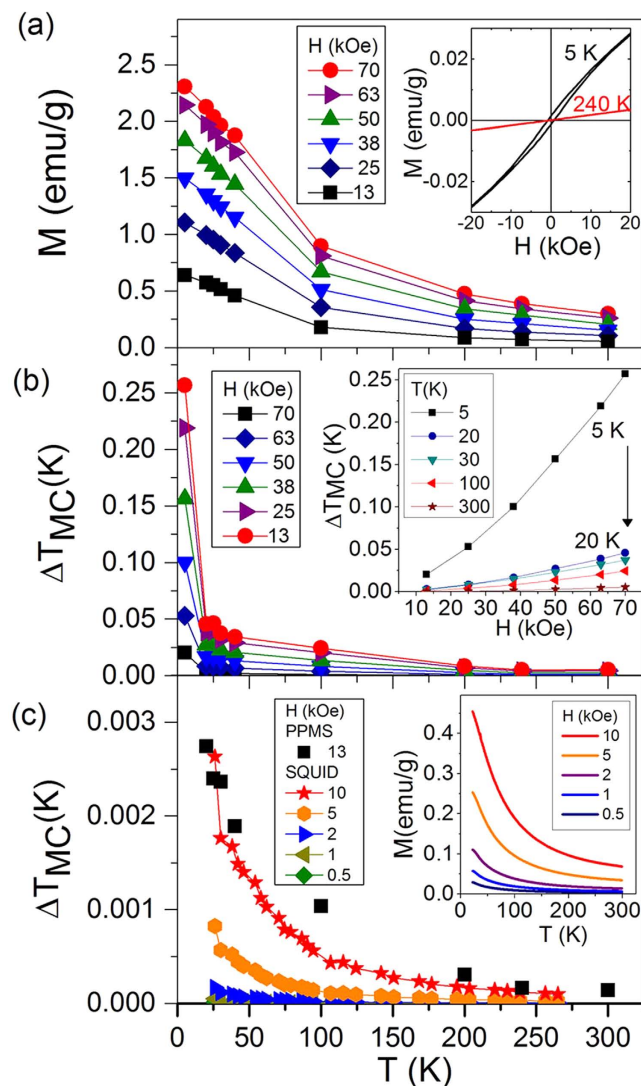 (a)
M (emu/g)
2.5
2.0
1.5
1.0
0.5
0.0
H (kOe)
70
63
50
38
25
13
M (emu/g)
0.02
0.00
-0.02
5 K
240 K
-20 -10 0 10 20
H (kOe)
(b)
ΔTMC(K)
0.25
0.20
0.15
0.10
0.05
0.00
H (kOe)
70
63
50
38
25
13
ΔTMC (K)
0.25
0.20
0.15
0.10
0.05
0.00
T(K)
5
20
30
100
300
5 K
20 K
10 20 30 40 50 60 70
H (kOe)
(c)
ΔTMC(K)
0.003
0.002
0.001
0.000
H (kOe)
PPMS
13
SQUID
10
5
2
1
0.5
M(emu/g)
0.4
0.3
0.2
0.1
0.0
H (kOe)
10
5
2
1
0.5
0 100 200 300
T (K)
0 50 100 150 200 250 300
T (K)